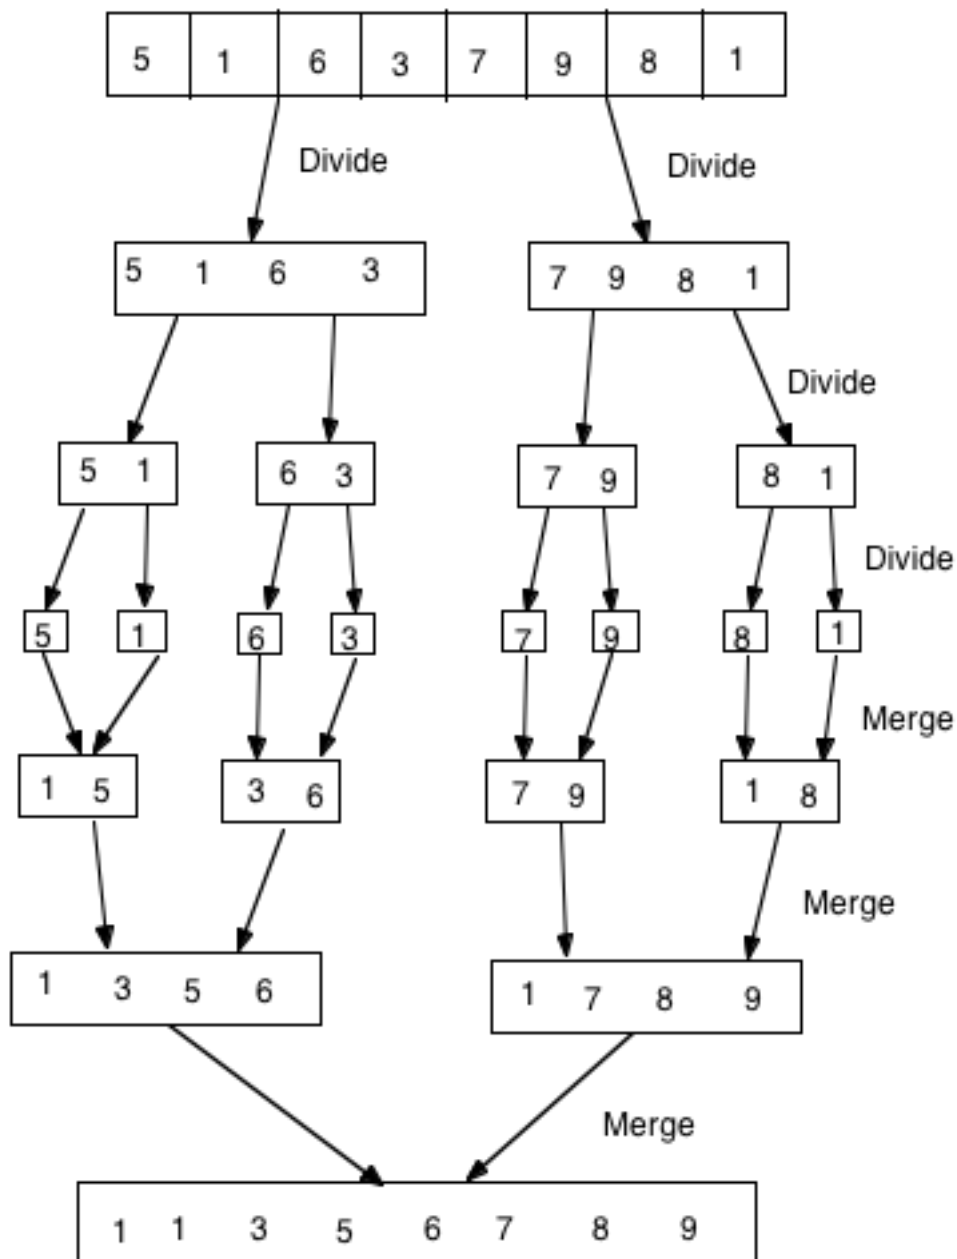 5 1 6 3 7 9 8 1
Divide Divide
5 1 6 3 7 9 8 1
Divide
5 1 6 3 7 9 8 1
Divide
5 1 6 3 7 9 8 1
Merge
1 5 3 6 7 9 1 8
Merge
1 3 5 6 1 7 8 9
Merge
1 1 3 5 6 7 8 9